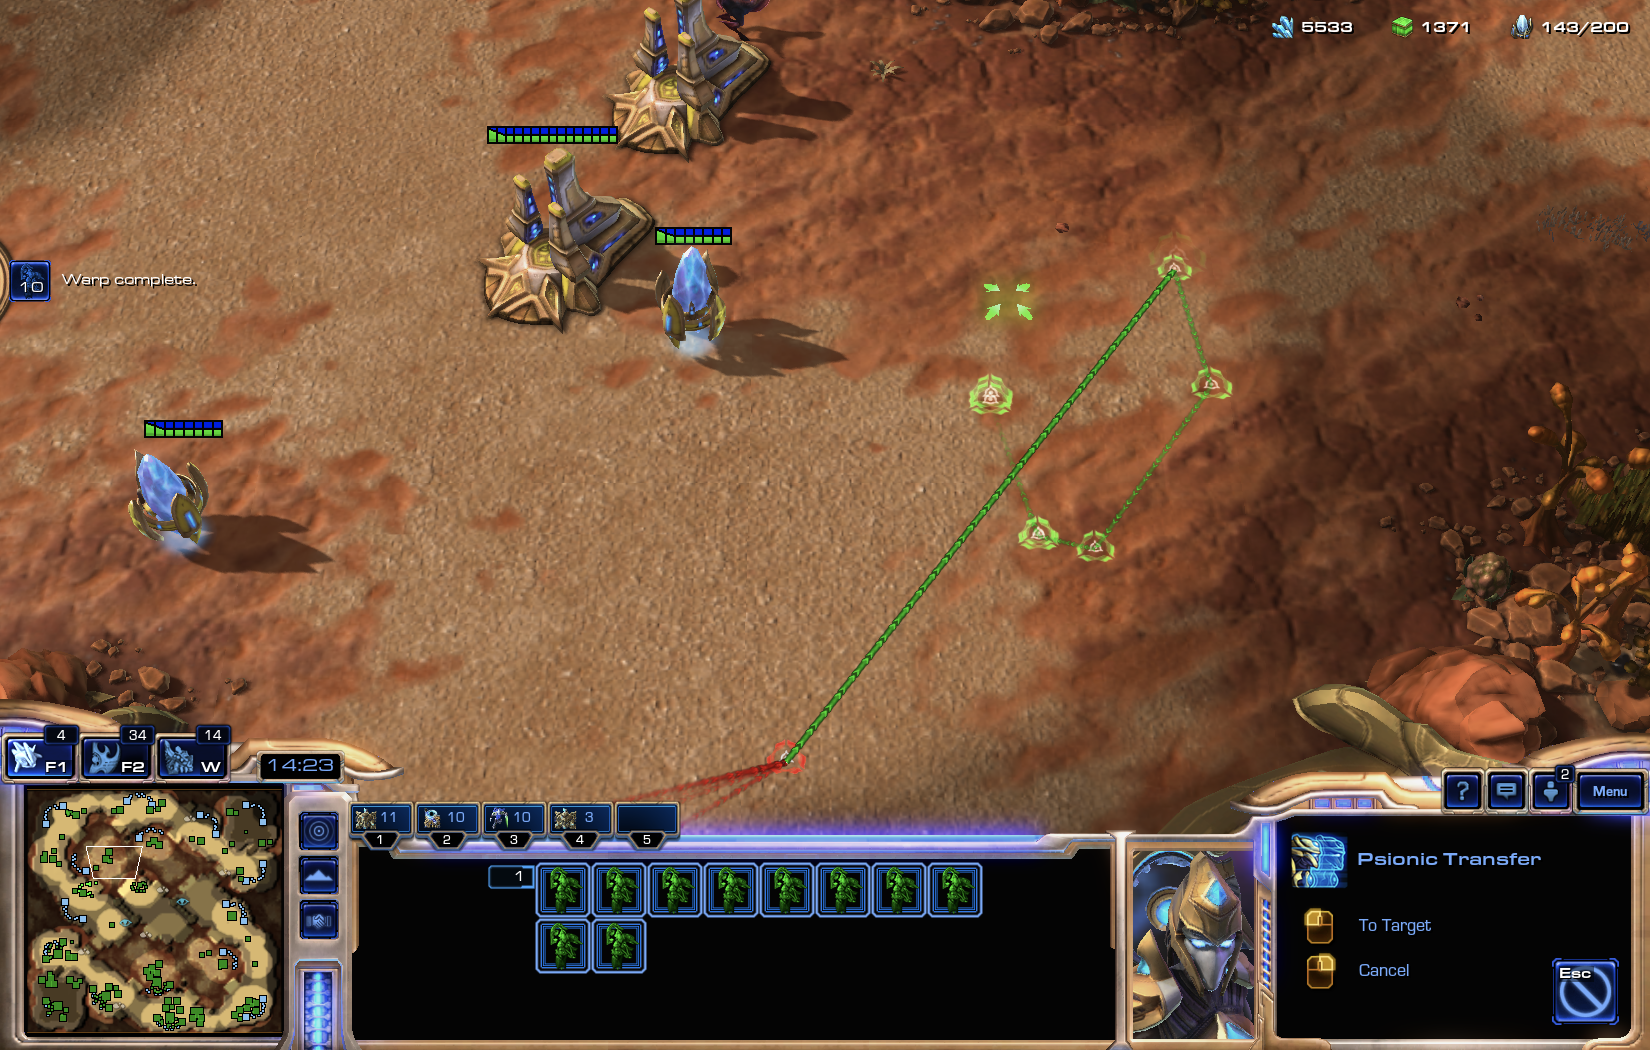 5533 1371 143/200
10 Warp complete.
4 34 14
F1 F2 W
14:23
11 10 10 3
1 2 3 4 5
1
? 2 Menu
Psionic Transfer
To Target
Cancel
Esc